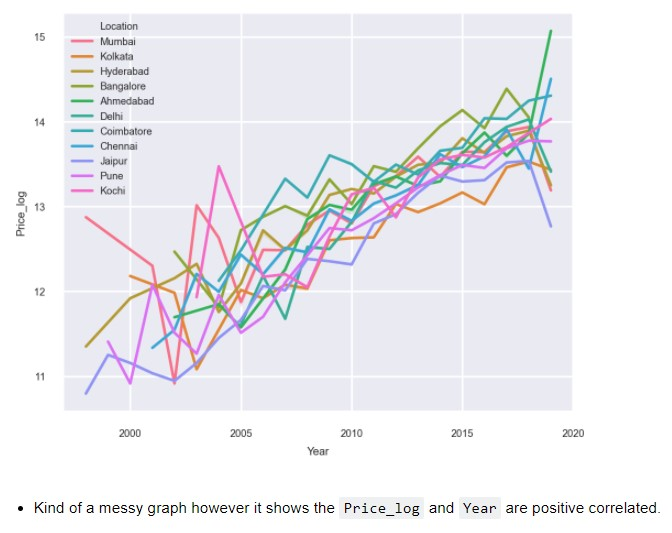 Location
Mumbai
Kolkata
Hyderabad
Bangalore
Ahmedabad
Delhi
Coimbatore
Chennai
Jaipur
Pune
Kochi
15
14
13
12
11
Price_log
2000 2005 2010 2015 2020
Year
• Kind of a messy graph however it shows the Price_log and Year are positive correlated.